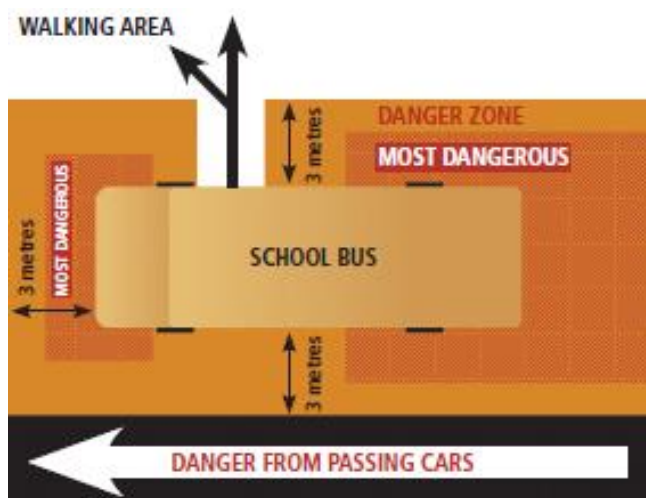 WALKING AREA
DANGER ZONE
MOST DANGEROUS
3 metres
MOST DANGEROUS
3 metres
SCHOOL BUS
3 metres
DANGER FROM PASSING CARS